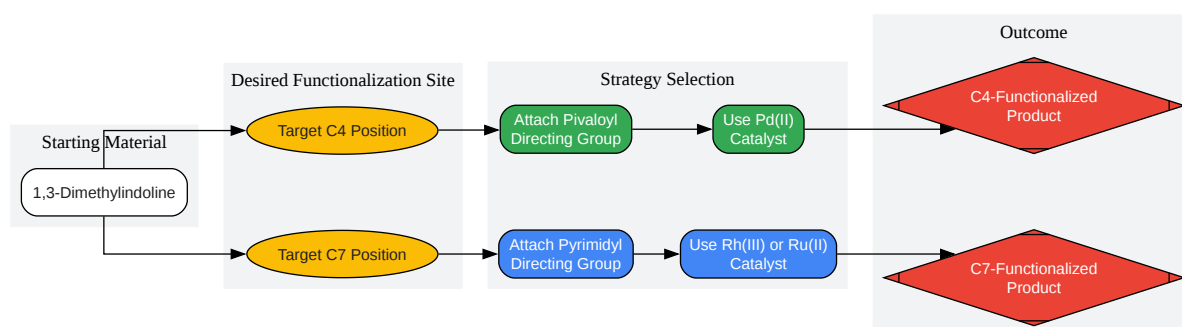 Outcome
Desired Functionalization Site
Strategy Selection
Starting Material
C4-Functionalized
Product
Target C4 Position
Attach Pivaloyl
Directing Group
Use Pd(II)
Catalyst
1,3-Dimethylindoline
Target C7 Position
Attach Pyrimidyl
Directing Group
Use Rh(III) or Ru(II)
Catalyst
C7-Functionalized
Product